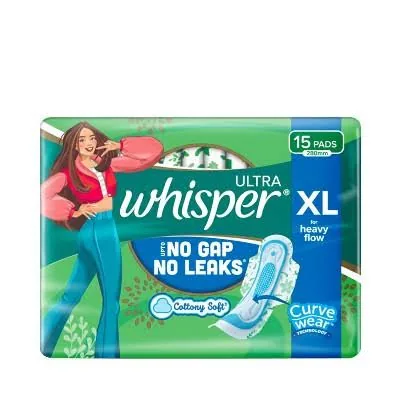 15 PADS
280mm
ULTRA
whisper®
XL
for
heavy
flow
UPTO
NO GAP
NO LEAKS
Cottony Soft
Curve
wear
TECHNOLOGY